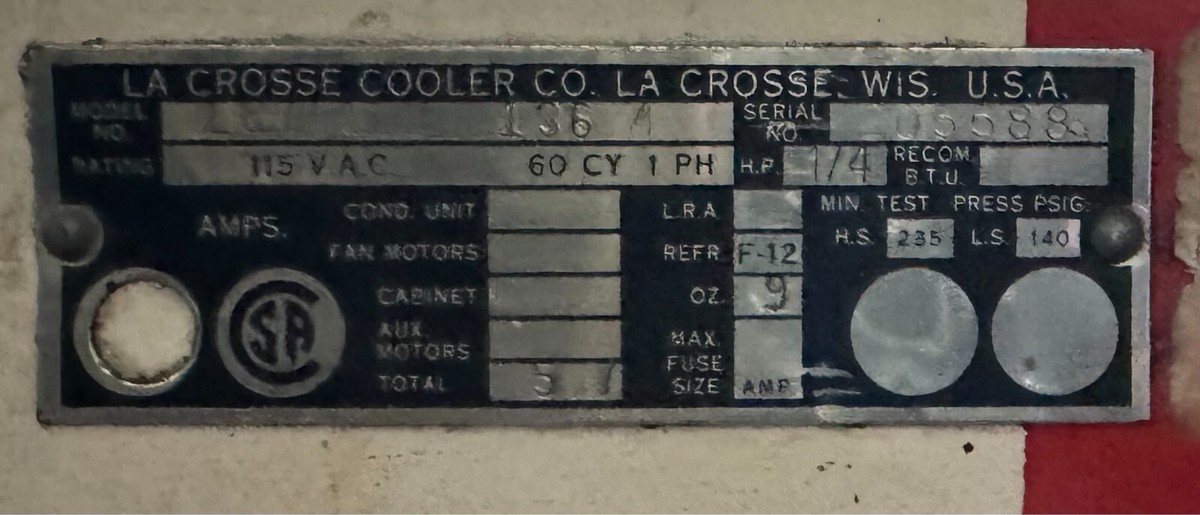 LA CROSSE COOLER CO. LA CROSSE, WIS. U.S.A.
MODEL NO. 136 SERIAL NO.
RATING 115 V.A.C. 60 CY 1 PH H.P. 1/4 RECOM. B.T.U.
AMPS.
COND. UNIT
FAN MOTORS
CABINET
AUX. MOTORS
TOTAL
L.R.A.
REFR. F-12
OZ. 9
MAX. FUSE SIZE AMP.
MIN. TEST PRESS PSIG.
H.S. 235 L.S. 140
CSA